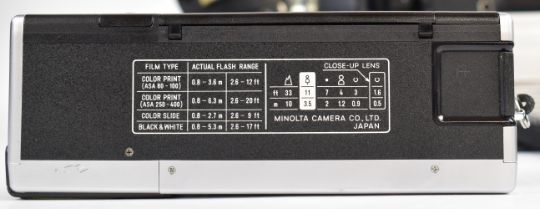 FILM TYPE ACTUAL FLASH RANGE
COLOR PRINT (ASA 80-100) 0.8-3.6 m 2.6-12 ft
COLOR PRINT (ASA 250-400) 0.8-6.3 m 2.6-20 ft
COLOR SLIDE 0.8-2.7 m 2.6-9 ft
BLACK & WHITE 0.8-5.3 m 2.6-17 ft
CLOSE-UP LENS
ft 33 11 7 4 3 1.6
m 10 3.5 2 1.2 0.9 0.5
MINOLTA CAMERA CO., LTD.
JAPAN